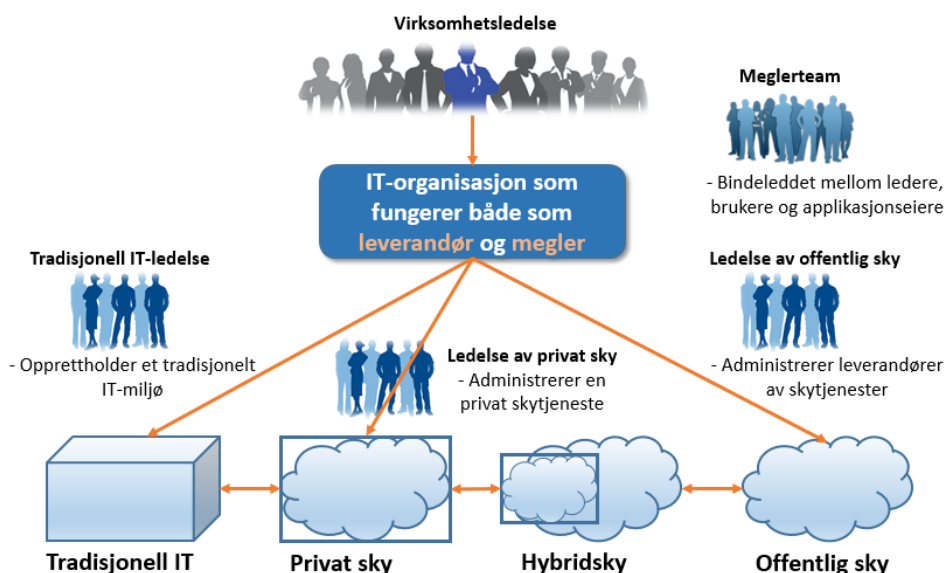 Virksomhetsledelse
Meglerteam
- Bindeleddet mellom ledere,
brukere og applikasjonseiere
IT-organisasjon som
fungerer både som
leverandør og megler
Tradisjonell IT-ledelse
- Opprettholder et tradisjonelt
IT-miljø
Ledelse av privat sky
- Administrerer en
privat skytjeneste
Ledelse av offentlig sky
- Administrerer leverandører
av skytjenester
Tradisjonell IT
Privat sky
Hybridsky
Offentlig sky